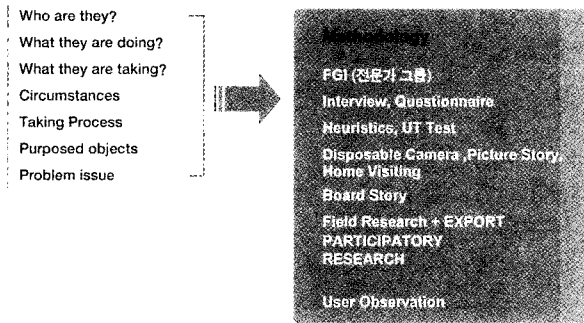 Who are they?
What they are doing?
What they are taking?
Circumstances
Taking Process
Purposed objects
Problem issue
Methodology
FGI (전문가 그룹)
Interview, Questionnaire
Heuristics, UT Test
Disposable Camera ,Picture Story,
Home Visiting
Board Story
Field Research + EXPORT
PARTICIPATORY
RESEARCH
User Observation